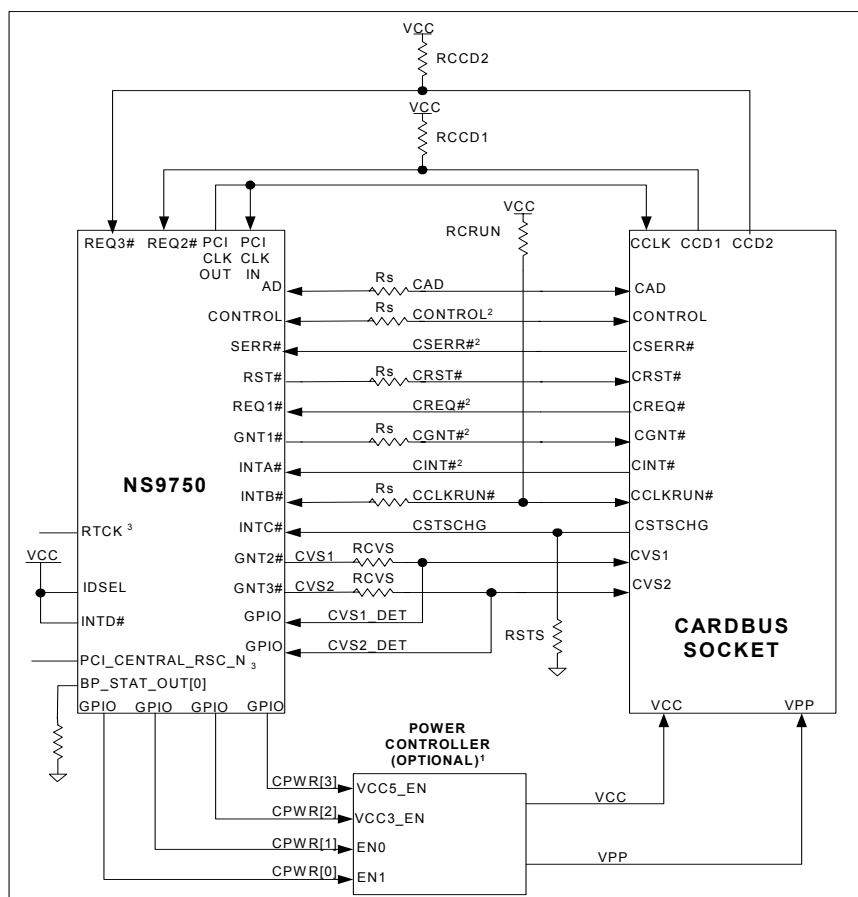 VCC
RCCD2
VCC
RCCD1
VCC
RCRUN
REQ3#
REQ2#
PCI CLK OUT
PCI CLK IN
CCLK
CCD1
CCD2
AD
Rs
CAD
CAD
CONTROL
Rs
CONTROL²
CONTROL
SERR#
CSERR#²
CSERR#
RST#
Rs
CRST#
CRST#
REQ1#
CREQ#²
CREQ#
GNT1#
Rs
CGNT#²
CGNT#
INTA#
CINT#²
CINT#
NS9750
INTB#
Rs
CCLKRUN#
CCLKRUN#
RTCK ³
INTC#
CSTSCHG
CSTSCHG
VCC
GNT2#
CVS1
RCVS
CVS1
IDSEL
GNT3#
CVS2
RCVS
CVS2
INTD#
GPIO
CVS1_DET
GPIO
CVS2_DET
RSTS
CARDBUS
SOCKET
PCI_CENTRAL_RSC_N ₃
BP_STAT_OUT[0]
GPIO
GPIO
GPIO
GPIO
VCC
VPP
POWER
CONTROLLER
(OPTIONAL)¹
CPWR[3]
VCC5_EN
VCC
CPWR[2]
VCC3_EN
CPWR[1]
EN0
VPP
CPWR[0]
EN1